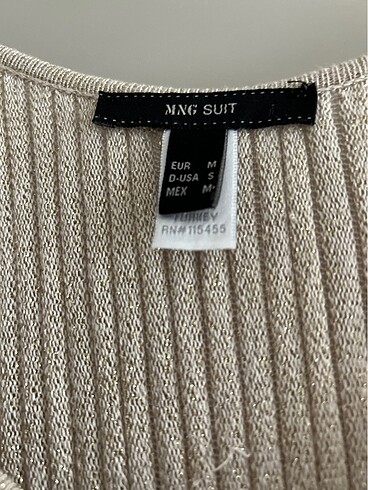 MNG SUIT
EUR M
D-USA S
MEX M
TURKEY
RN#115455